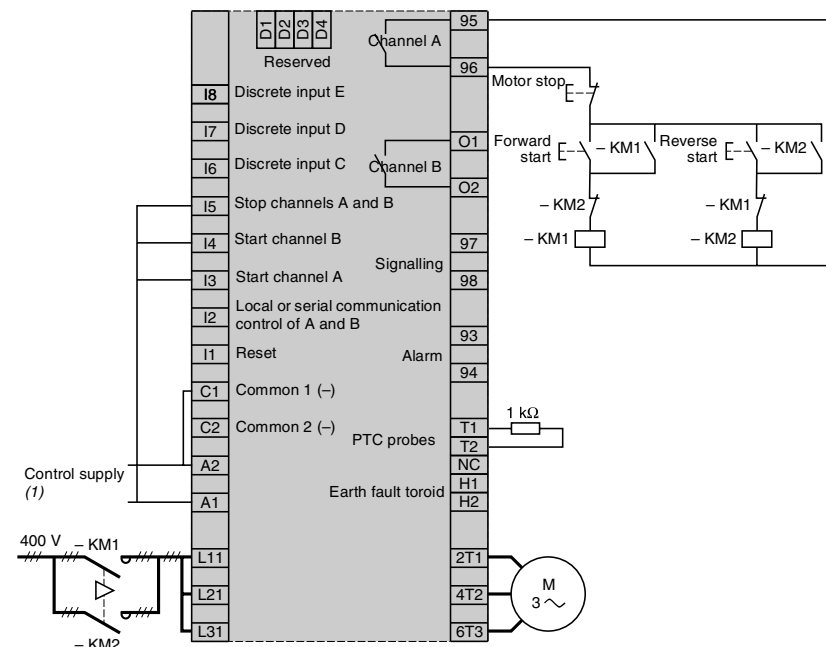 D1
D2
D3
D4
Reserved
Channel A
95
96
Motor stop
I8 Discrete input E
I7 Discrete input D
I6 Discrete input C
Channel B
O1
O2
Forward
start
– KM1
Reverse
start
– KM2
I5 Stop channels A and B
– KM2
– KM1
I4 Start channel B
– KM1
– KM2
97
Signalling
I3 Start channel A
98
I2 Local or serial communication
control of A and B
93
I1 Reset
Alarm
94
C1 Common 1 (–)
1 kΩ
C2 Common 2 (–)
PTC probes
T1
T2
Control supply
(1)
A2
NC
Earth fault toroid
H1
A1
H2
400 V
– KM1
L11
2T1
L21
4T2
M
3
– KM2
L31
6T3